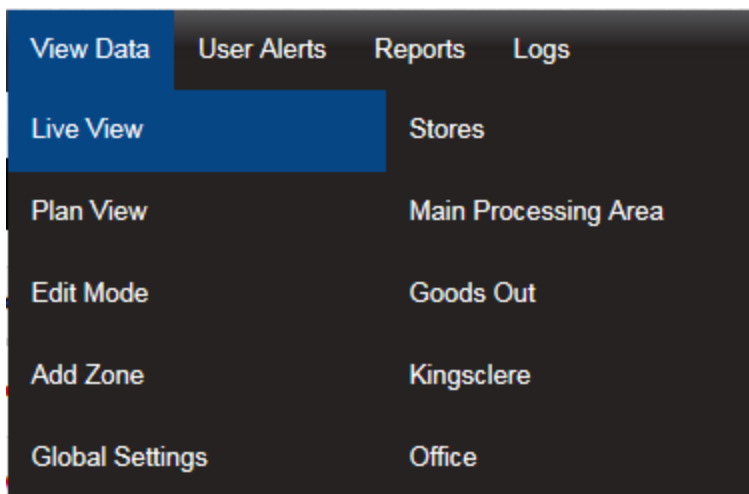 View Data User Alerts Reports Logs
Live View Stores
Plan View Main Processing Area
Edit Mode Goods Out
Add Zone Kingsclere
Global Settings Office